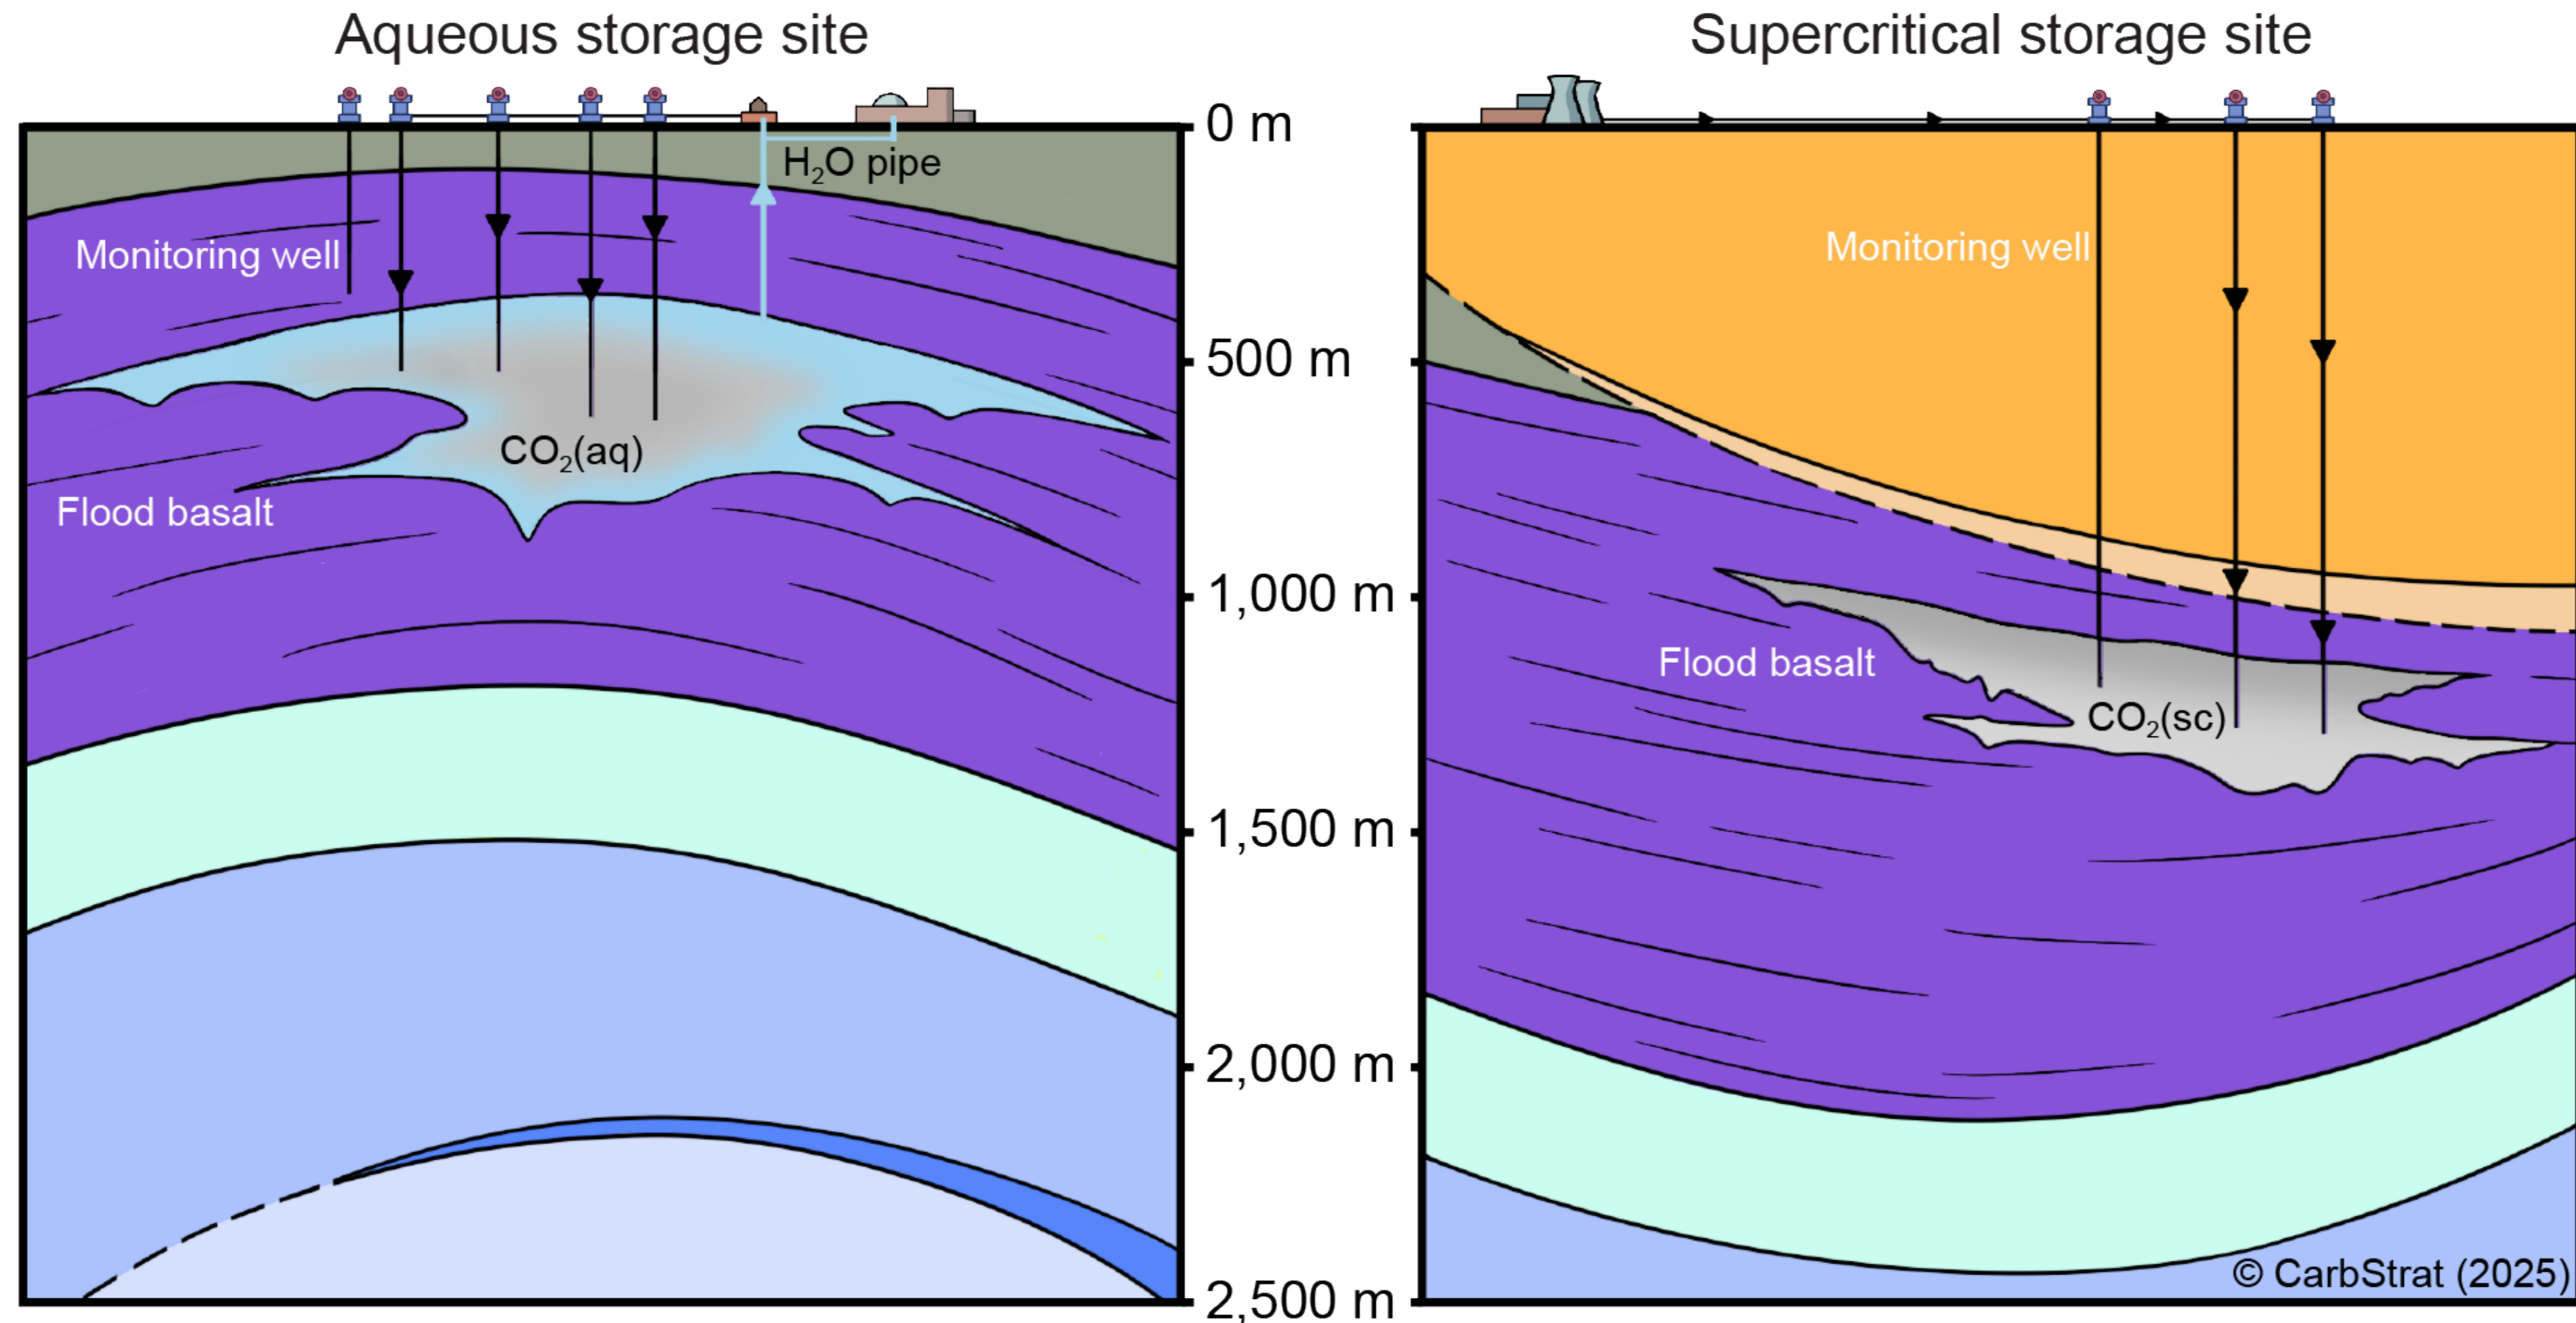 Aqueous storage site
Supercritical storage site
0 m
H₂O pipe
Monitoring well
Monitoring well
500 m
CO₂(aq)
Flood basalt
1,000 m
Flood basalt
CO₂(sc)
1,500 m
2,000 m
© CarbStrat (2025)
2,500 m